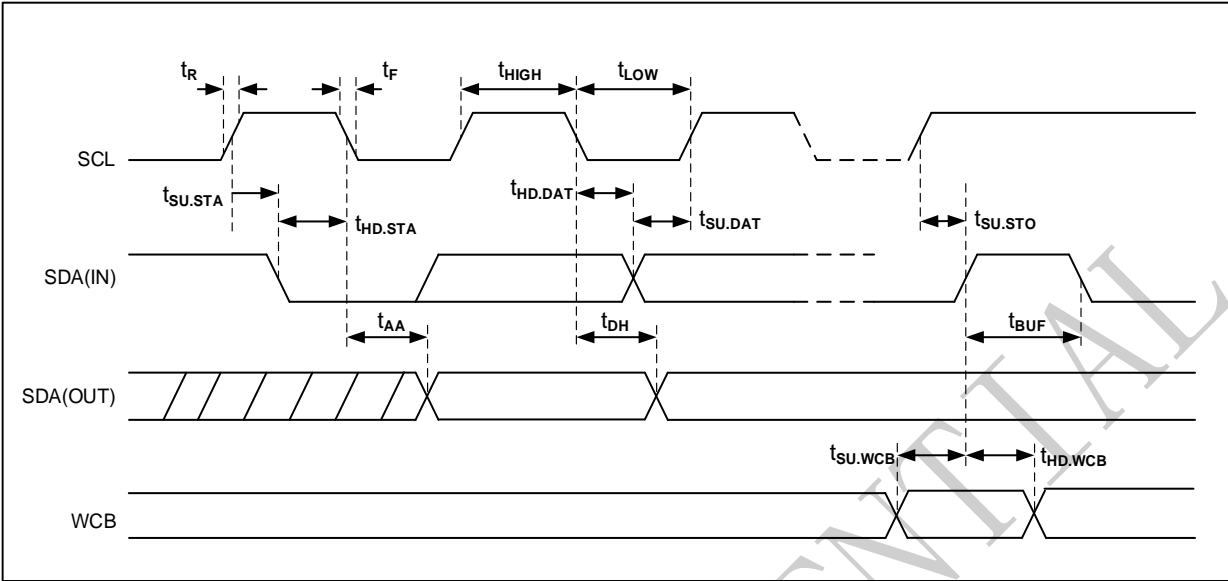 tR tF tHIGH tLOW
SCL
tSU.STA tHD.STA tHD.DAT tSU.DAT tSU.STO
SDA(IN)
tAA tDH tBUF
SDA(OUT)
tSU.WCB tHD.WCB
WCB
NTIAL